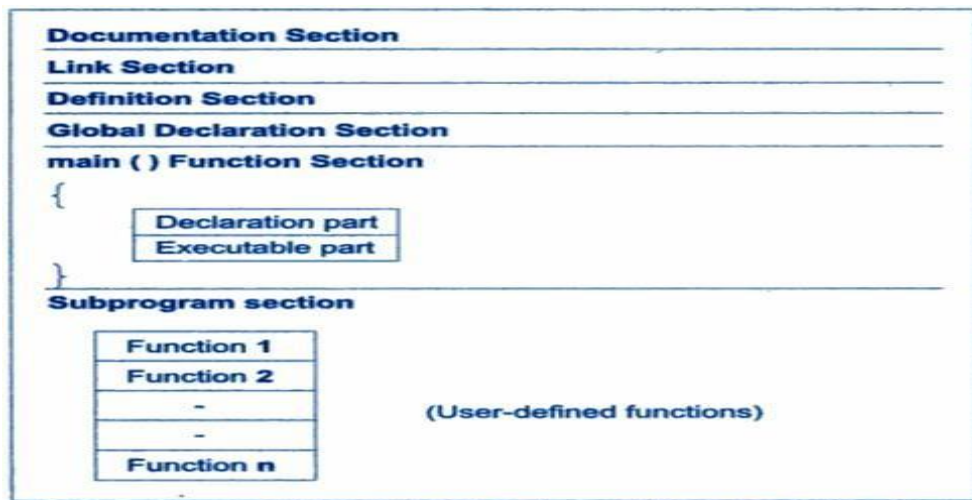 Documentation Section
Link Section
Definition Section
Global Declaration Section
main ( ) Function Section
{
Declaration part
Executable part
}
Subprogram section
Function 1
Function 2
-
- (User-defined functions)
Function n